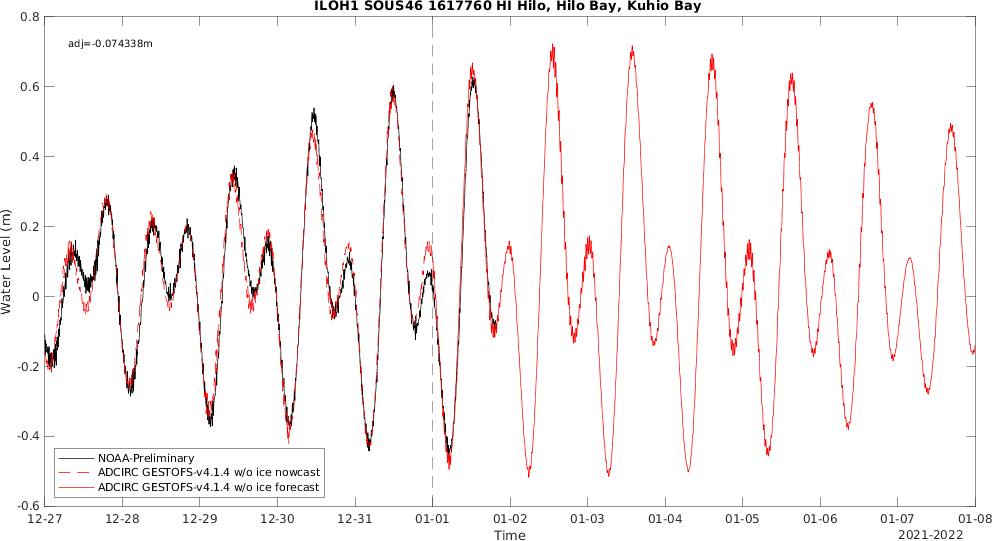 ILOH1 SOUS46 1617760 HI Hilo, Hilo Bay, Kuhio Bay
adj=-0.074338m
Water Level (m)
0.8
0.6
0.4
0.2
0
-0.2
-0.4
-0.6
NOAA-Preliminary
ADCIRC GESTOFS-v4.1.4 w/o ice nowcast
ADCIRC GESTOFS-v4.1.4 w/o ice forecast
12-27 12-28 12-29 12-30 12-31 01-01 01-02 01-03 01-04 01-05 01-06 01-07 01-08
Time
2021-2022